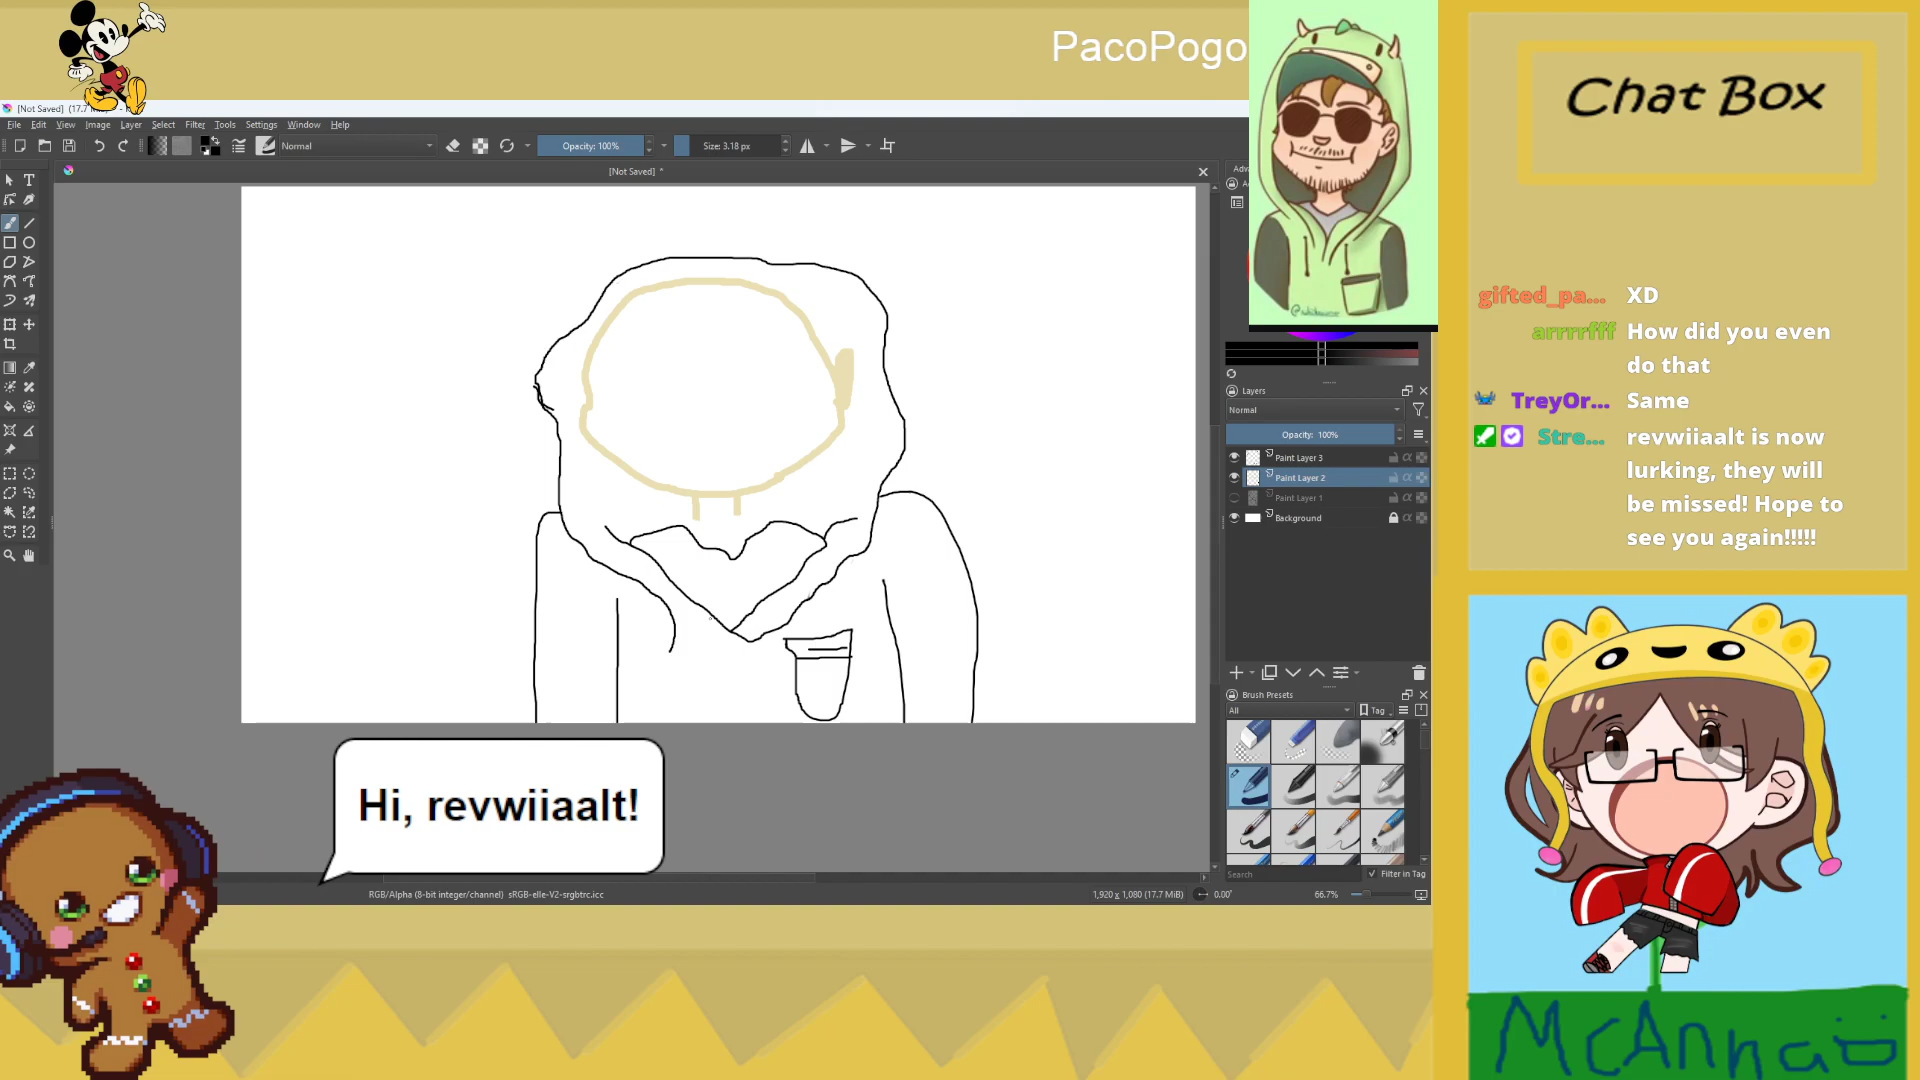 PacoPogo
Chat Box
[Not Saved] (17.7 M
File Edit View Image Layer Select Filter Tools Settings Window Help
Normal
Opacity: 100%
Size: 3.18 px
[Not Saved] *
Adva
gifted_pa... XD
arrrrfff How did you even
do that
TreyOr... Same
Stre... revwiiaalt is now
lurking, they will
be missed! Hope to
see you again!!!!!
Layers
Normal
Opacity: 100%
Paint Layer 3
Paint Layer 2
Paint Layer 1
Background
Brush Presets
All
Tag
Search
Filter in Tag
Hi, revwiiaalt!
RGB/Alpha (8-bit integer/channel) sRGB-elle-V2-srgbtrc.icc
1,920 x 1,080 (17.7 MiB)
0.00°
66.7%
McAnna